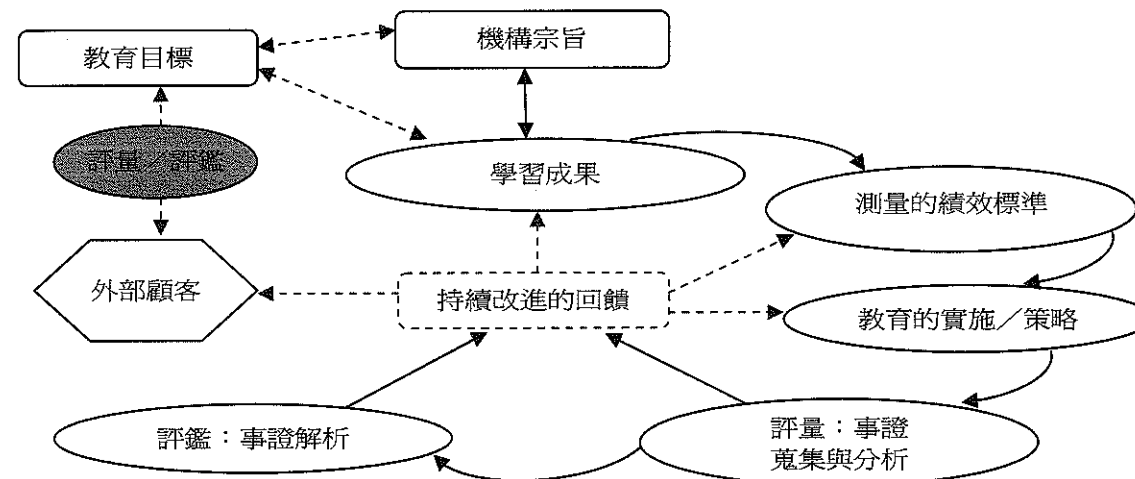 機構宗旨
教育目標
評量／評鑑
學習成果
測量的績效標準
外部顧客
持續改進的回饋
教育的實施／策略
評鑑：事證解析
評量：事證
蒐集與分析